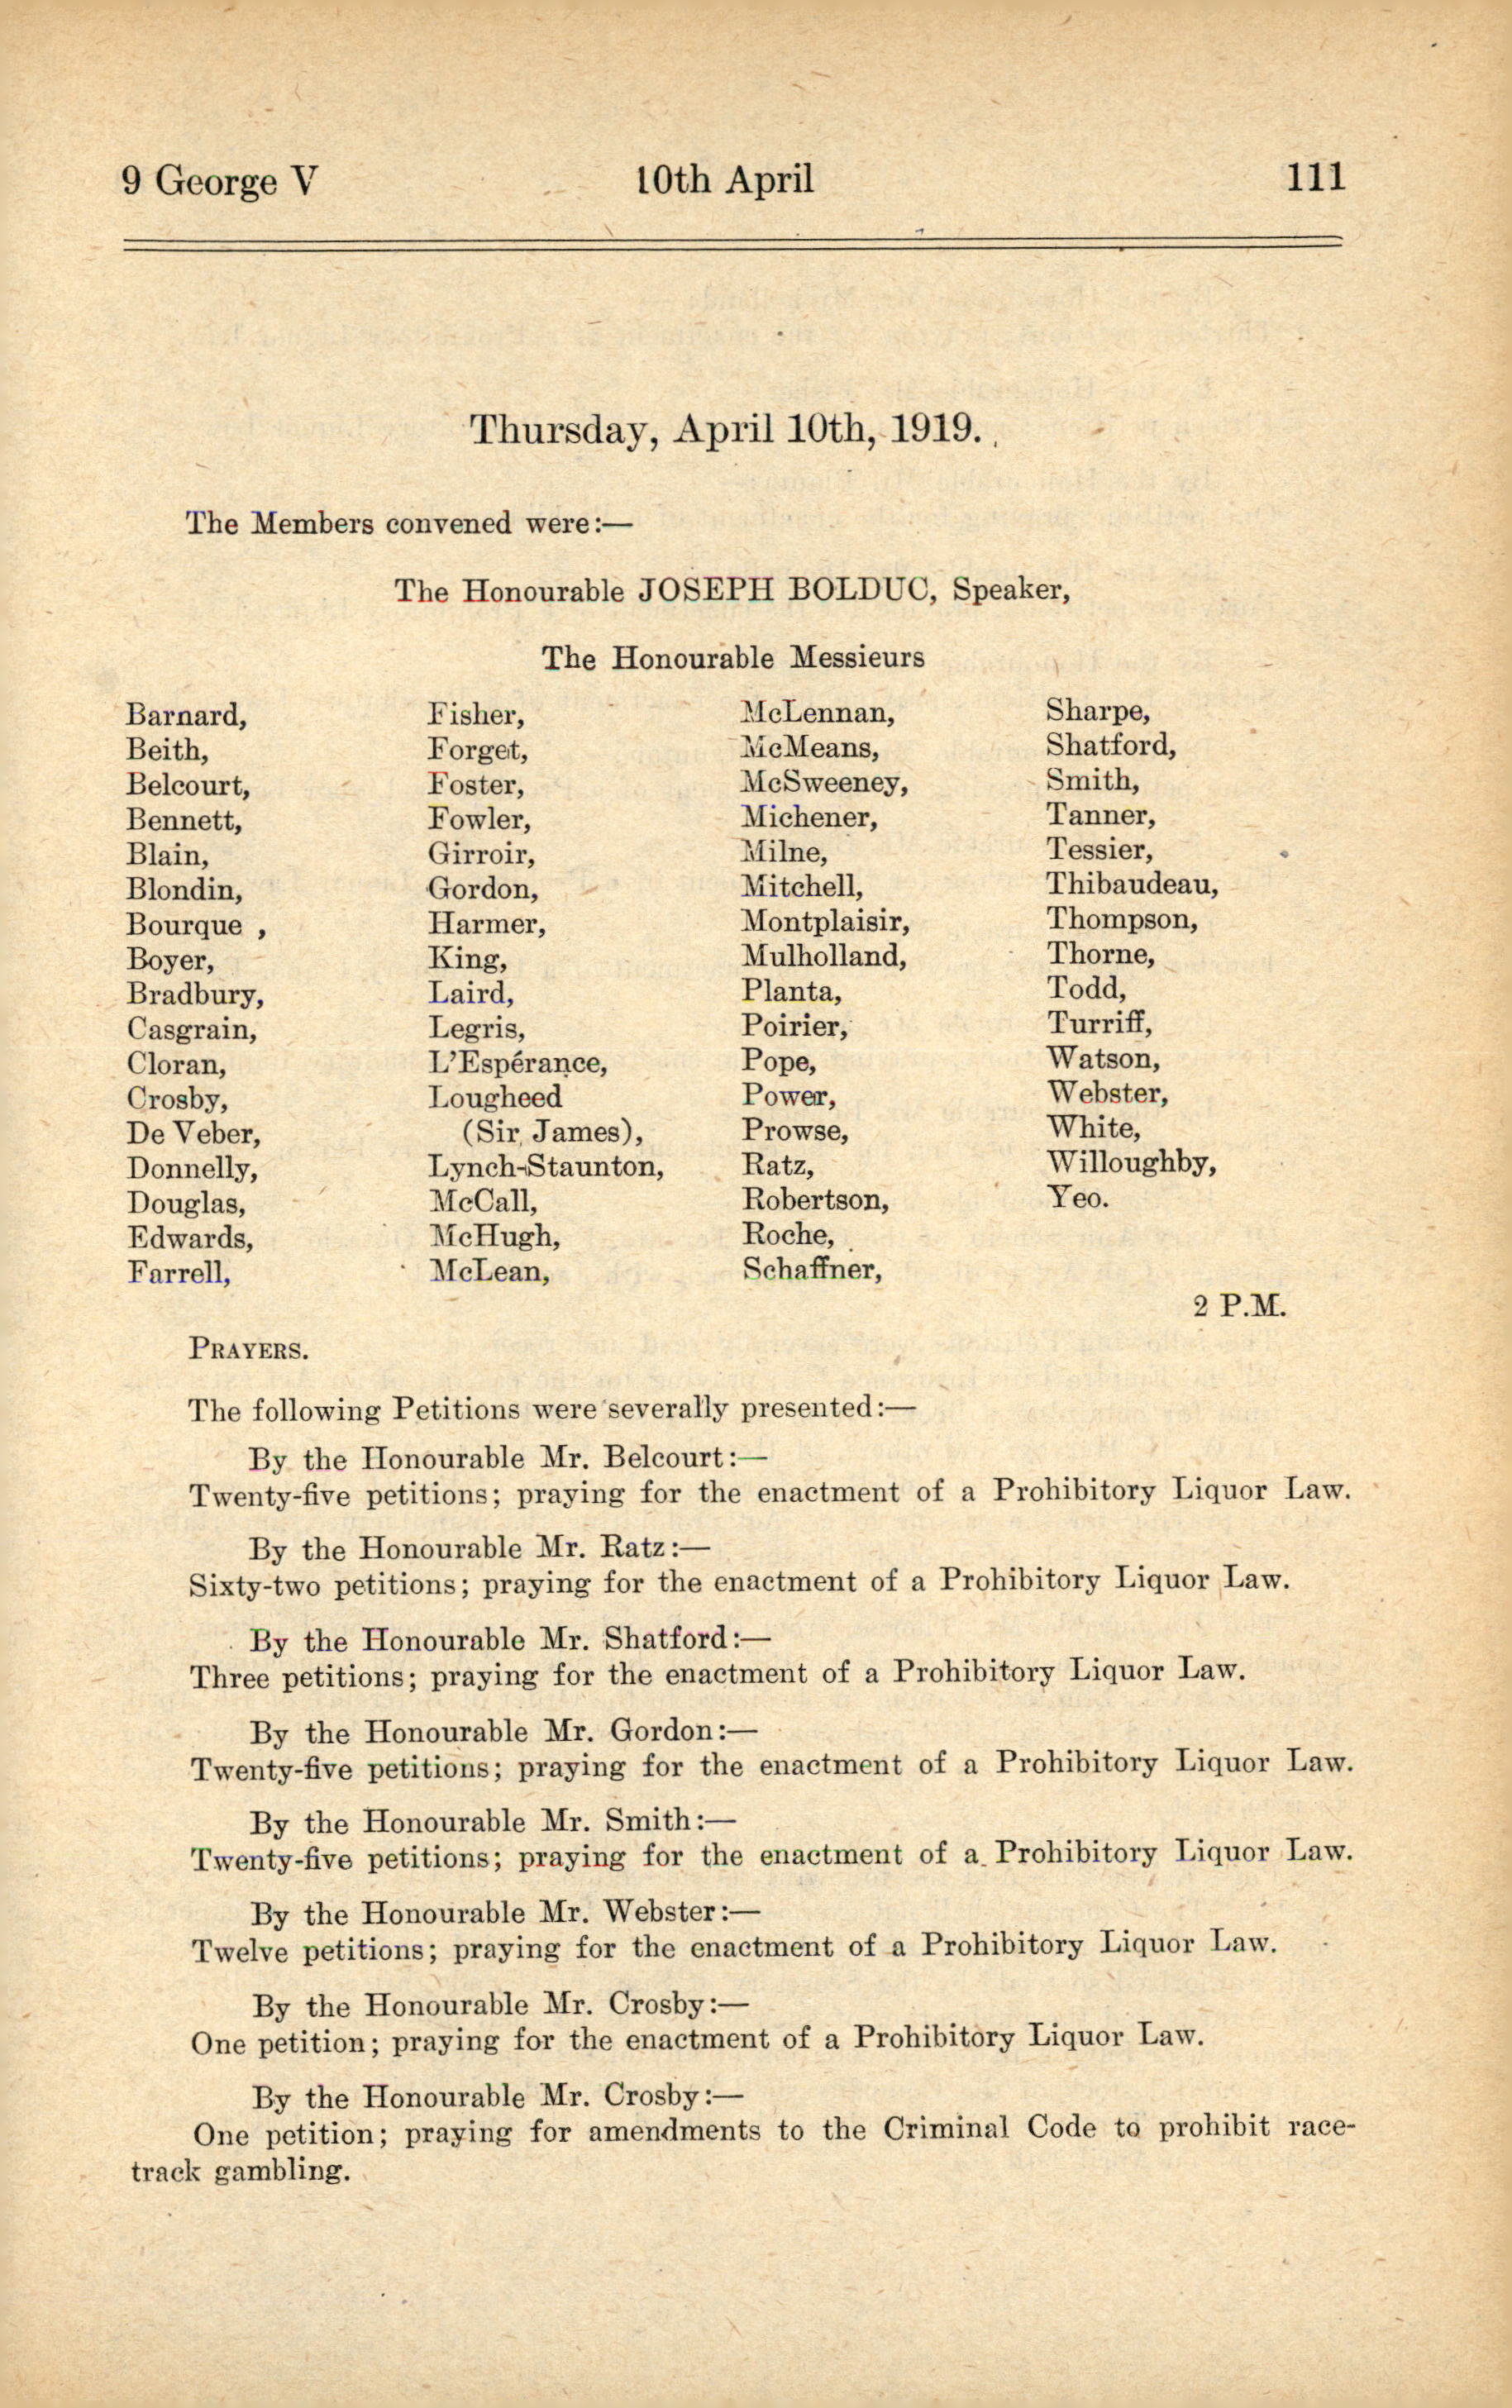 9 George V 10th April 111
Thursday, April 10th, 1919.
The Members convened were:—
The Honourable JOSEPH BOLDUC, Speaker,
The Honourable Messieurs
Barnard,
Beith,
Belcourt,
Bennett,
Blain,
Blondin,
Bourque ,
Boyer,
Bradbury,
Casgrain,
Cloran,
Crosby,
De Veber,
Donnelly,
Douglas,
Edwards,
Farrell,
Fisher,
Forget,
Foster,
Fowler,
Girroir,
Gordon,
Harmer,
King,
Laird,
Legris,
L'Espérance,
Lougheed
(Sir James),
Lynch-Staunton,
McCall,
McHugh,
McLean,
McLennan,
McMeans,
McSweeney,
Michener,
Milne,
Mitchell,
Montplaisir,
Mulholland,
Planta,
Poirier,
Pope,
Power,
Prowse,
Ratz,
Robertson,
Roche,
Schaffner,
Sharpe,
Shatford,
Smith,
Tanner,
Tessier,
Thibaudeau,
Thompson,
Thorne,
Todd,
Turriff,
Watson,
Webster,
White,
Willoughby,
Yeo.
2 P.M.
PRAYERS.
The following Petitions were severally presented:—
By the Honourable Mr. Belcourt:—
Twenty-five petitions; praying for the enactment of a Prohibitory Liquor Law.
By the Honourable Mr. Ratz:—
Sixty-two petitions; praying for the enactment of a Prohibitory Liquor Law.
By the Honourable Mr. Shatford:—
Three petitions; praying for the enactment of a Prohibitory Liquor Law.
By the Honourable Mr. Gordon:—
Twenty-five petitions; praying for the enactment of a Prohibitory Liquor Law.
By the Honourable Mr. Smith:—
Twenty-five petitions; praying for the enactment of a Prohibitory Liquor Law.
By the Honourable Mr. Webster:—
Twelve petitions; praying for the enactment of a Prohibitory Liquor Law.
By the Honourable Mr. Crosby:—
One petition; praying for the enactment of a Prohibitory Liquor Law.
By the Honourable Mr. Crosby:—
One petition; praying for amendments to the Criminal Code to prohibit race-
track gambling.